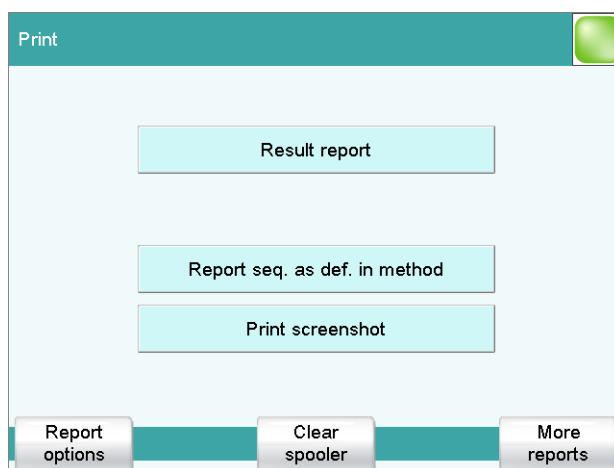 Print
Result report
Report seq. as def. in method
Print screenshot
Report
options
Clear
spooler
More
reports